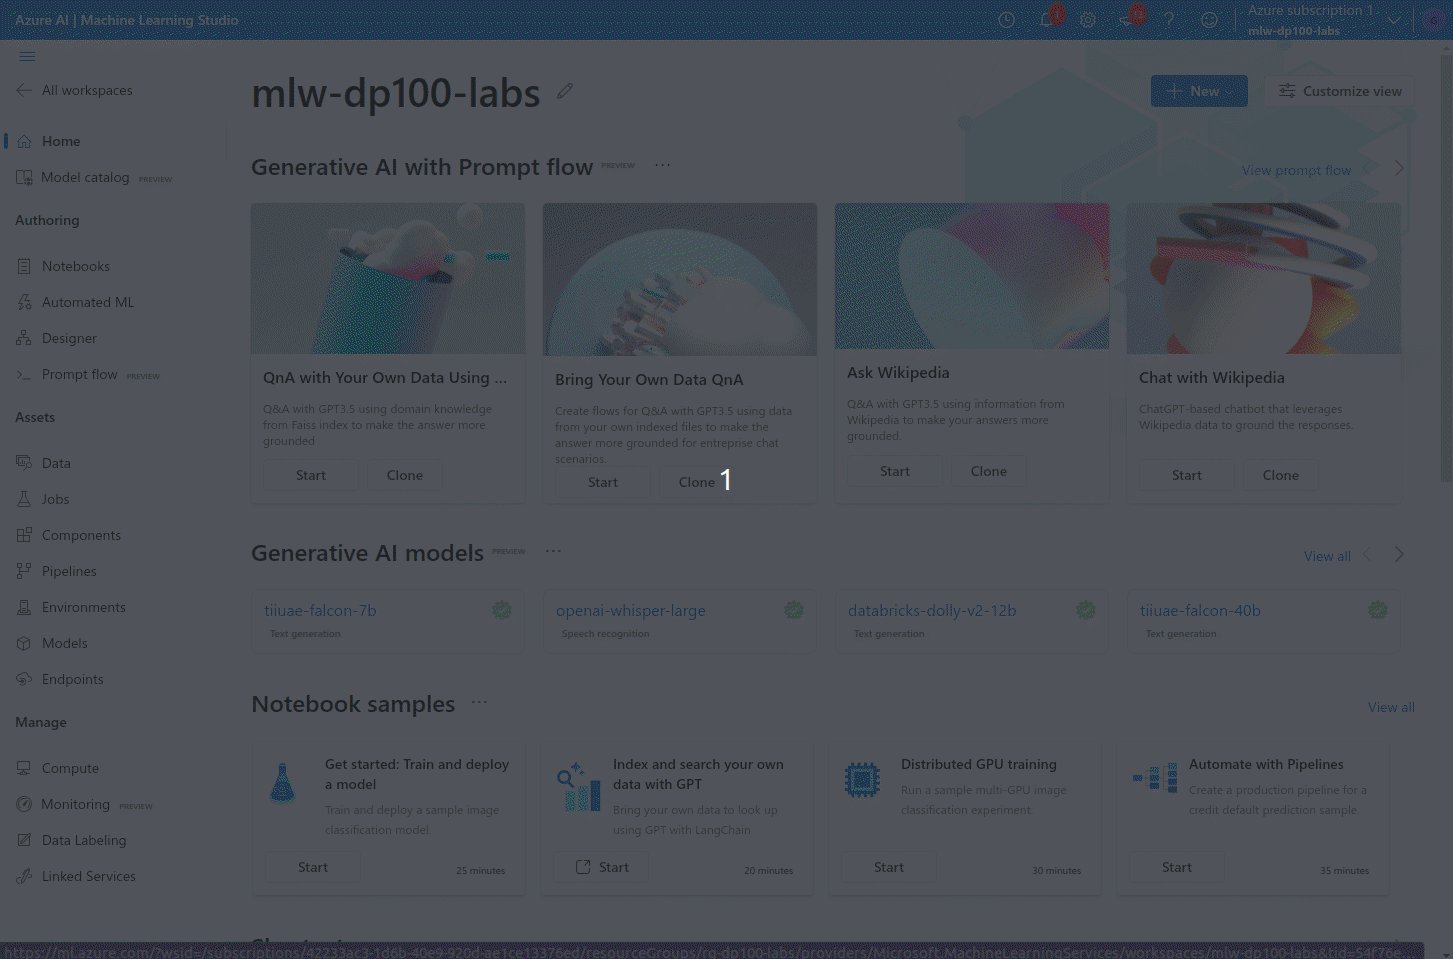 Azure AI | Machine Learning Studio
Azure subscription 1
mlw-dp100-labs
All workspaces
Home
Model catalog PREVIEW
Authoring
Notebooks
Automated ML
Designer
Prompt flow PREVIEW
Assets
Data
Jobs
Components
Pipelines
Environments
Models
Endpoints
Manage
Compute
Monitoring PREVIEW
Data Labeling
Linked Services
mlw-dp100-labs
New
Customize view
Generative AI with Prompt flow PREVIEW ...
View prompt flow
QnA with Your Own Data Using ...
Q&A with GPT3.5 using domain knowledge
from Faiss index to make the answer more
grounded
Start Clone
Bring Your Own Data QnA
Create flows for Q&A with GPT3.5 using data
from your own indexed files to make the
answer more grounded for entreprise chat
scenarios.
Start Clone
1
Ask Wikipedia
Q&A with GPT3.5 using information from
Wikipedia to make your answers more
grounded.
Start Clone
Chat with Wikipedia
ChatGPT-based chatbot that leverages
Wikipedia data to ground the responses.
Start Clone
Generative AI models PREVIEW ...
View all
tiiuae-falcon-7b
Text generation
openai-whisper-large
Speech recognition
databricks-dolly-v2-12b
Text generation
tiiuae-falcon-40b
Text generation
Notebook samples ...
View all
Get started: Train and deploy
a model
Train and deploy a sample image
classification model.
Start 25 minutes
Index and search your own
data with GPT
Bring your own data to look up
using GPT with LangChain
Start 20 minutes
Distributed GPU training
Run a sample multi-GPU image
classification experiment.
Start 30 minutes
Automate with Pipelines
Create a production pipeline for a
credit default prediction sample.
Start 35 minutes
https://ml.azure.com/?wsid=/subscriptions/42233ac3-1d6b-40e9-920d-ae1ce13376ed/resourceGroups/rg-dp100-labs/providers/Microsoft.MachineLearningServices/workspaces/mlw-dp100-labs&tid=54f76e...